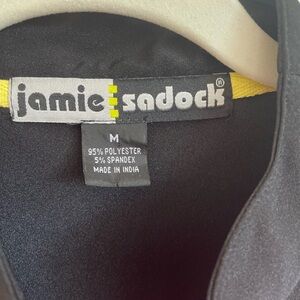 jamie sadock®
M
95% POLYESTER
5% SPANDEX
MADE IN INDIA